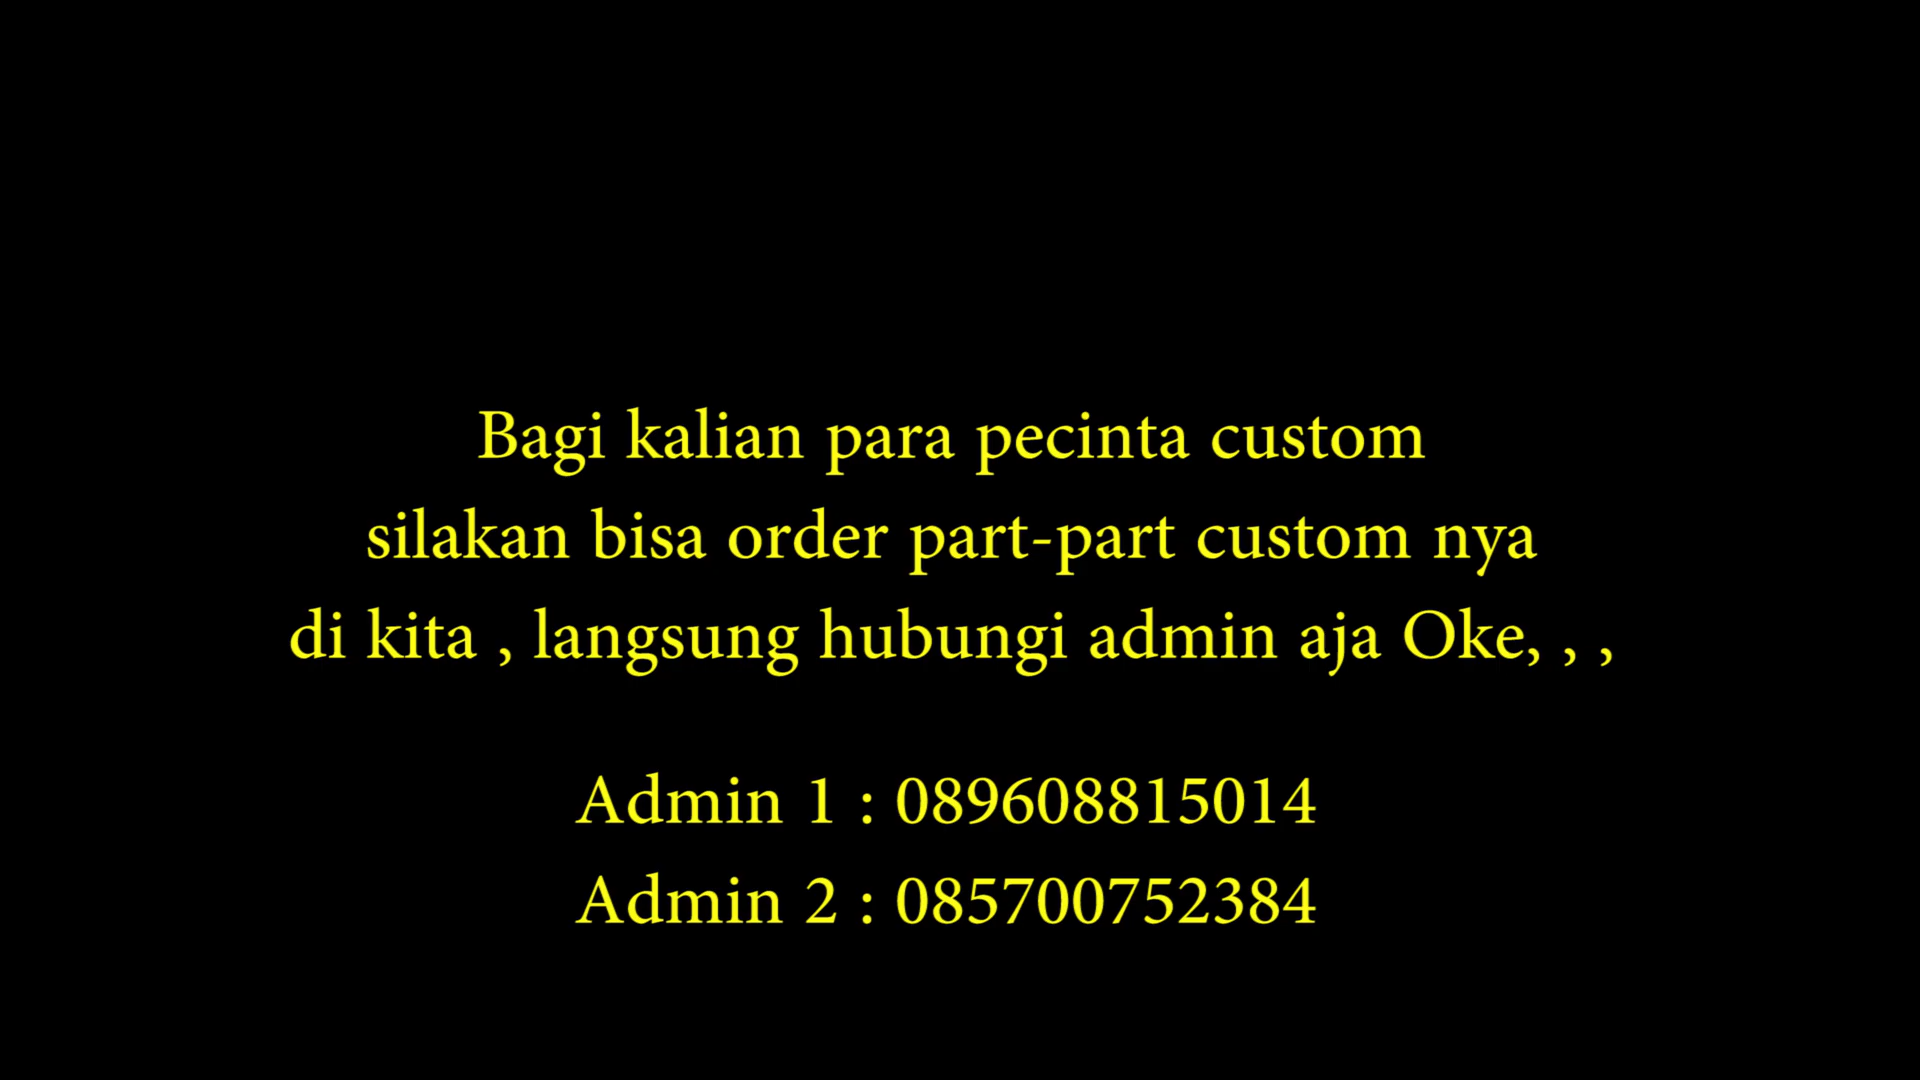 Bagi kalian para pecinta custom
silakan bisa order part-part custom nya
di kita , langsung hubungi admin aja Oke, , ,
Admin 1 : 089608815014
Admin 2 : 085700752384